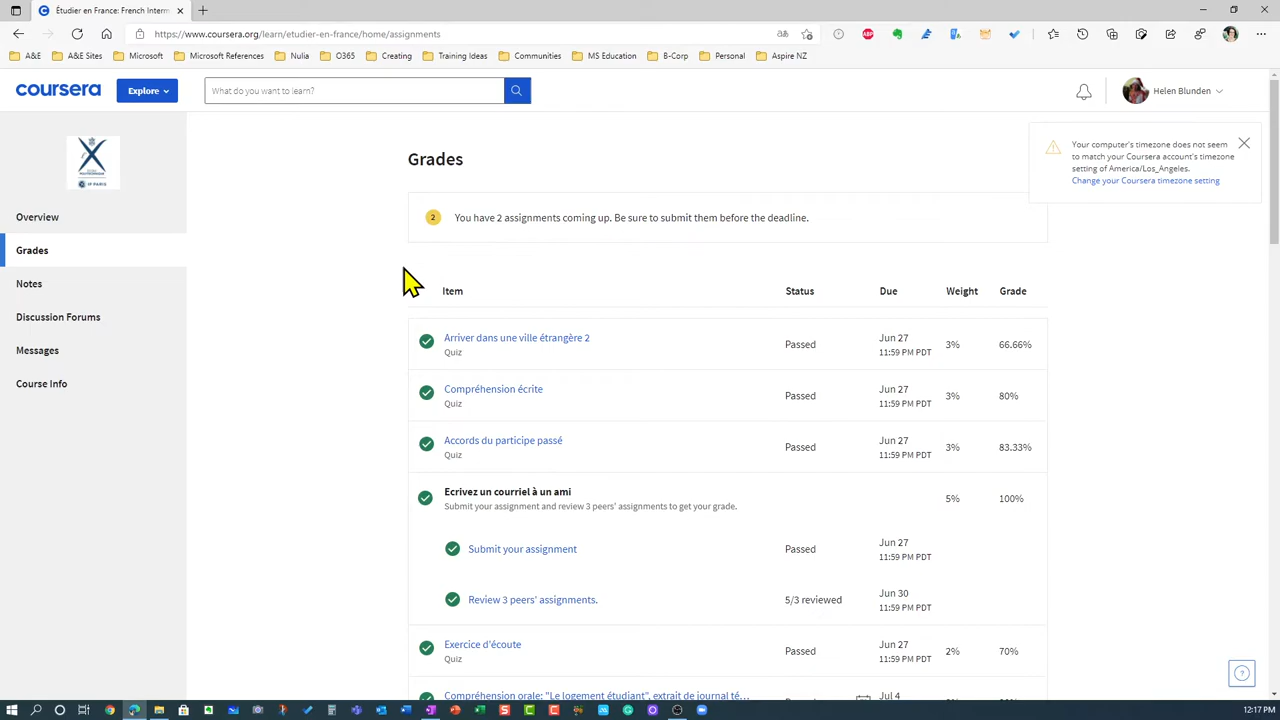 Étudier en France: French Interm
https://www.coursera.org/learn/etudier-en-france/home/assignments
A&E
A&E Sites
Microsoft
Microsoft References
Nulia
O365
Creating
Training Ideas
Communities
MS Education
B-Corp
Personal
Aspire NZ
coursera
Explore
What do you want to learn?
Helen Blunden
Your computer's timezone does not seem
to match your Coursera account's timezone
setting of America/Los_Angeles.
Change your Coursera timezone setting
IP PARIS
Overview
Grades
Notes
Discussion Forums
Messages
Course Info
Grades
2 You have 2 assignments coming up. Be sure to submit them before the deadline.
Item Status Due Weight Grade
Arriver dans une ville étrangère 2
Quiz
Passed
Jun 27
11:59 PM PDT
3%
66.66%
Compréhension écrite
Quiz
Passed
Jun 27
11:59 PM PDT
3%
80%
Accords du participe passé
Quiz
Passed
Jun 27
11:59 PM PDT
3%
83.33%
Ecrivez un courriel à un ami
Submit your assignment and review 3 peers' assignments to get your grade.
5%
100%
Submit your assignment
Passed
Jun 27
11:59 PM PDT
Review 3 peers' assignments.
5/3 reviewed
Jun 30
11:59 PM PDT
Exercice d'écoute
Quiz
Passed
Jun 27
11:59 PM PDT
2%
70%
Compréhension orale: "Le logement étudiant", extrait de journal té...
Jul 4
12:17 PM